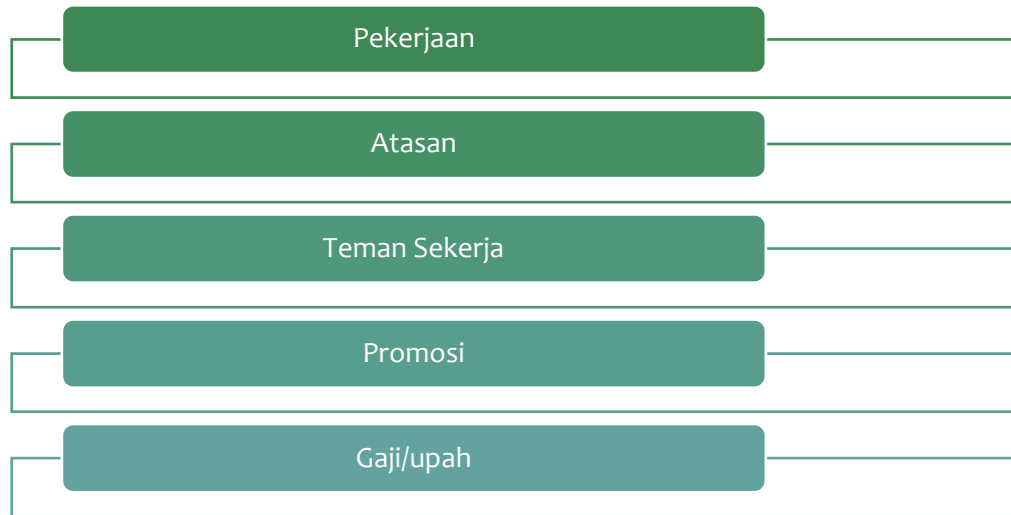 Pekerjaan
Atasan
Teman Sekerja
Promosi
Gaji/upah